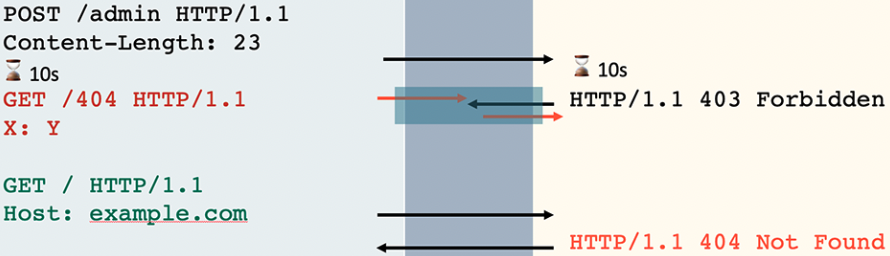 POST /admin HTTP/1.1
Content-Length: 23
10s
10s
GET /404 HTTP/1.1
HTTP/1.1 403 Forbidden
X: Y
GET / HTTP/1.1
Host: example.com
HTTP/1.1 404 Not Found